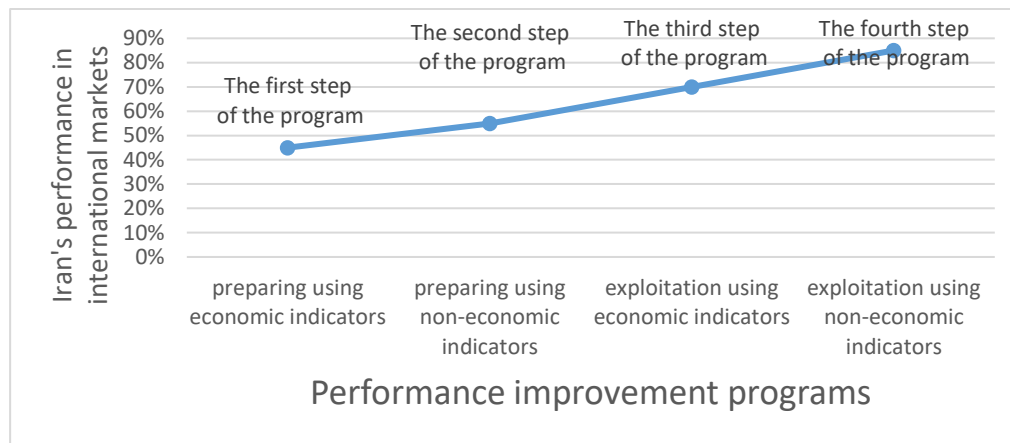 Iran's performance in
international markets
90%
80%
70%
60%
50%
40%
30%
20%
10%
0%
The first step
of the program
The second step
of the program
The third step
of the program
The fourth step
of the program
preparing using
economic indicators
preparing using
non-economic
indicators
exploitation using
economic indicators
exploitation using
non-economic
indicators
Performance improvement programs